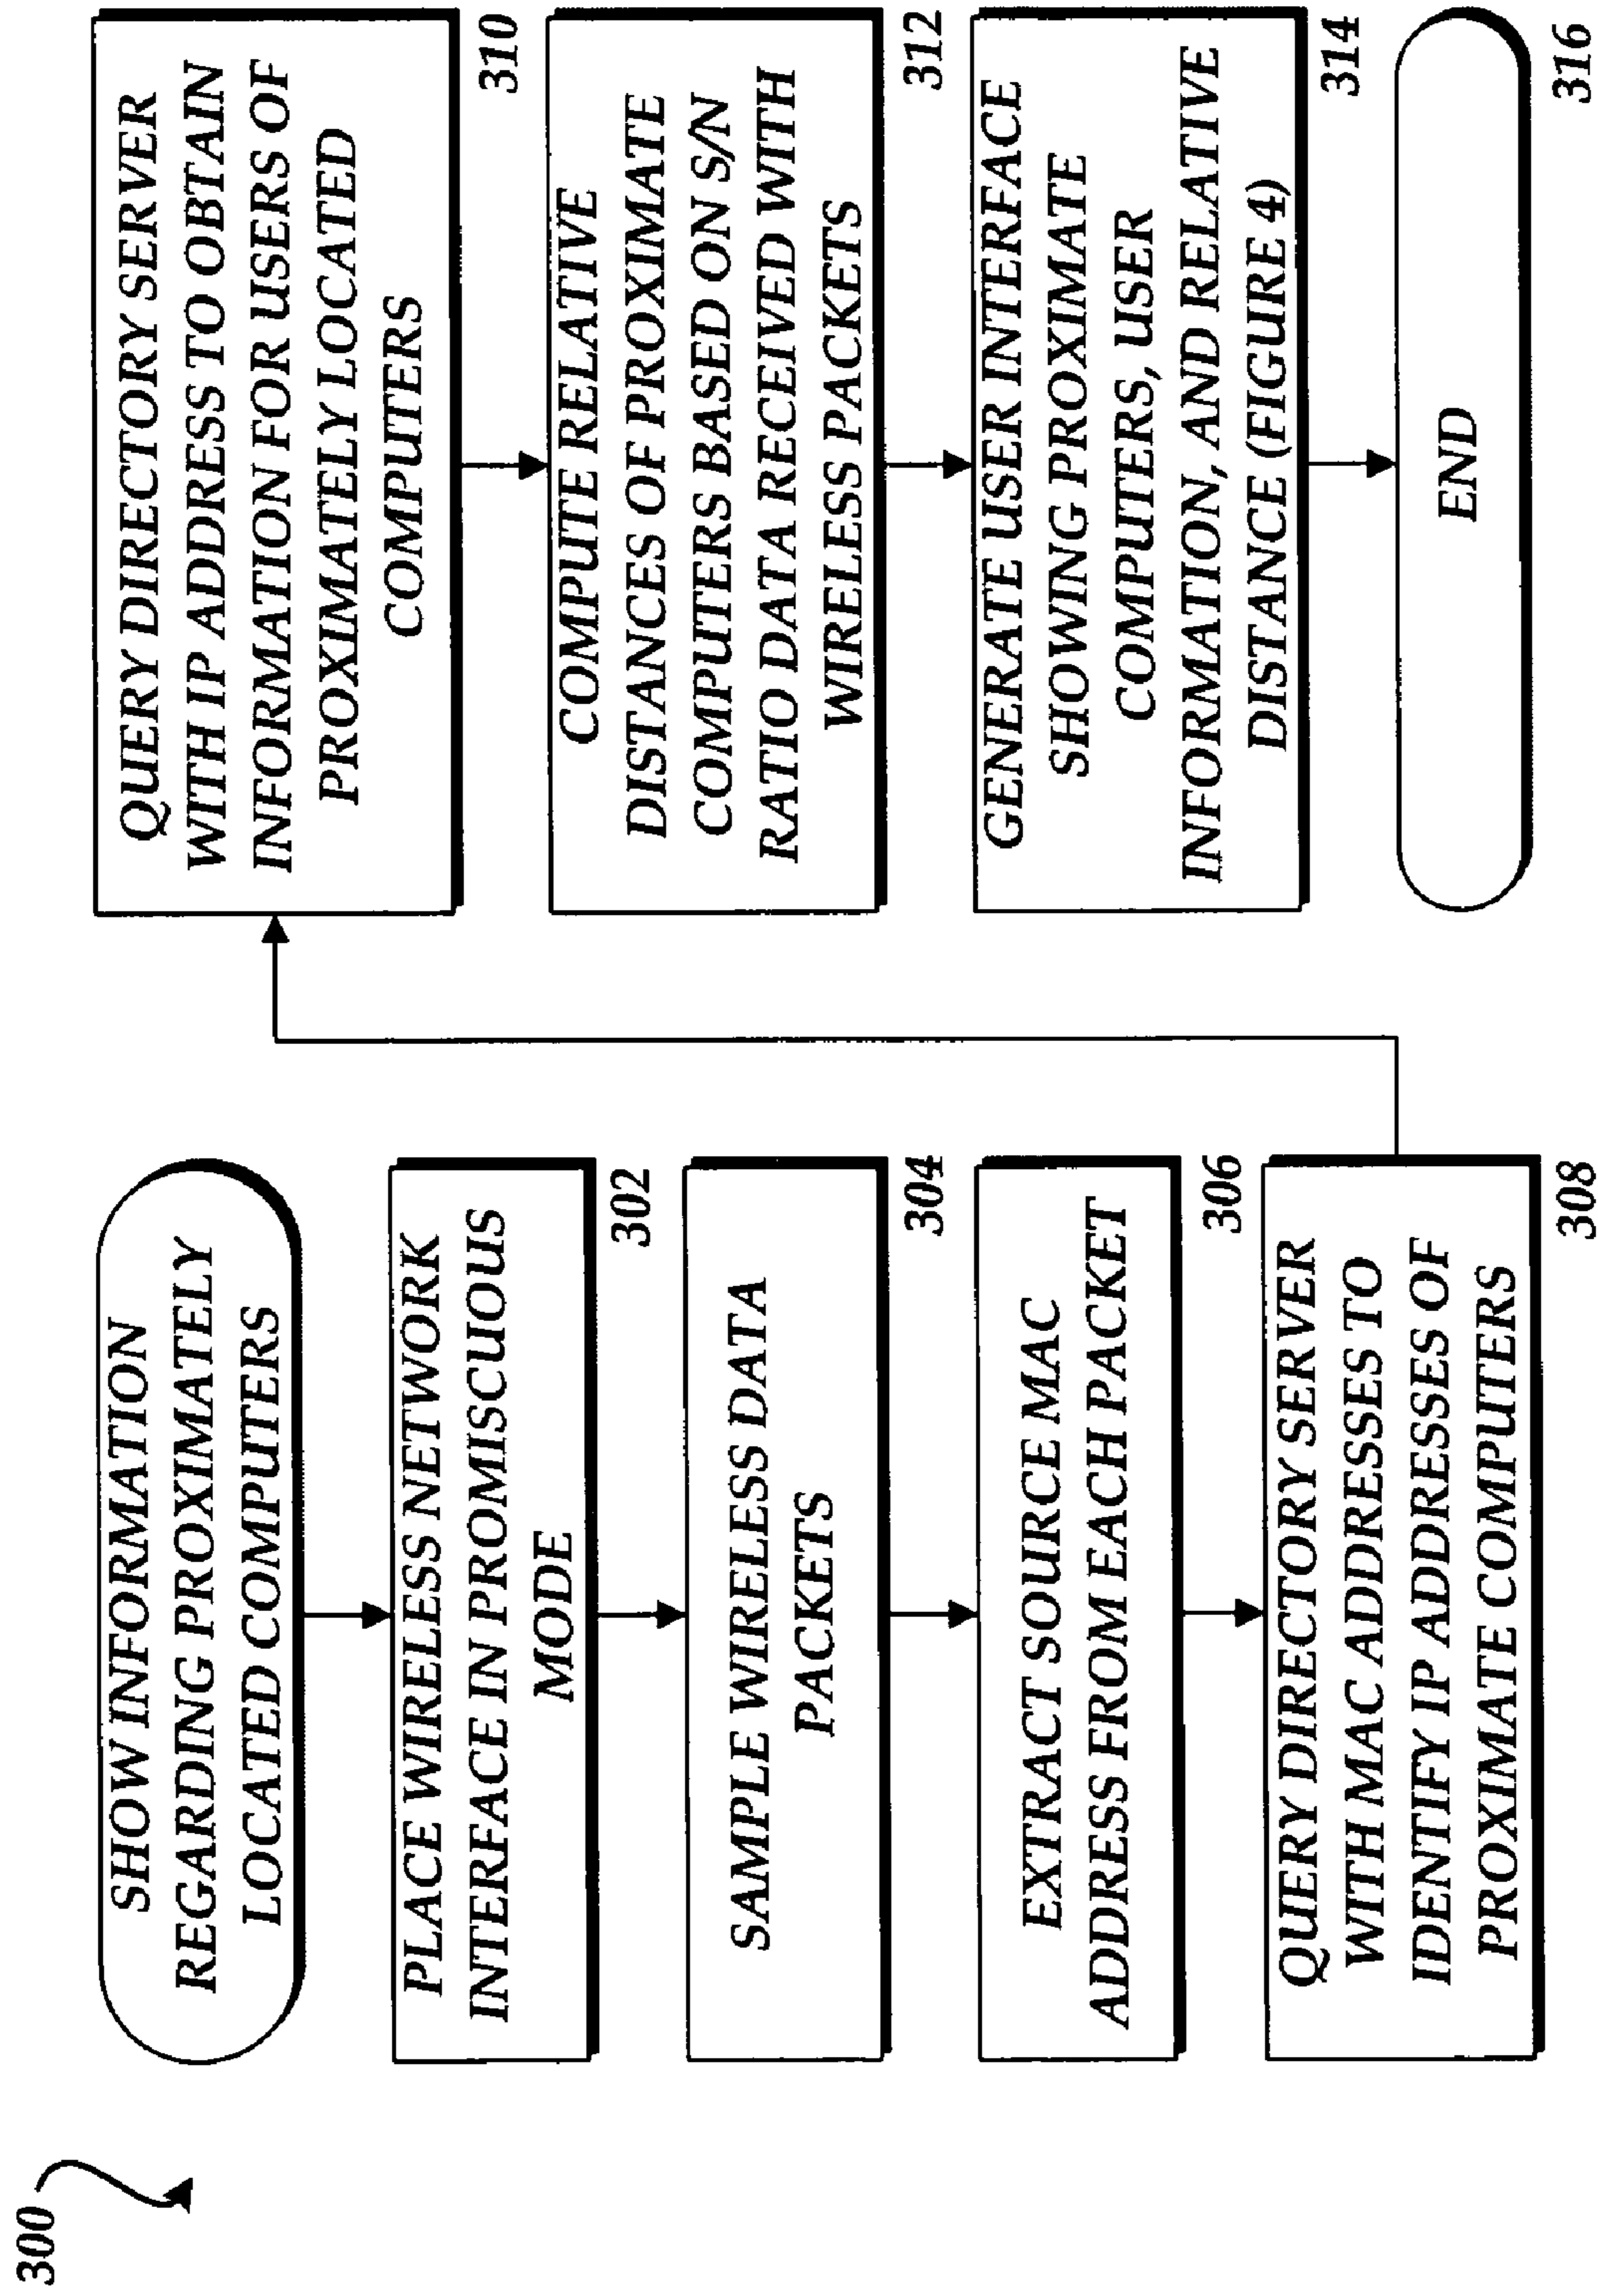 300
SHOW INFORMATION
REGARDING PROXIMATELY
LOCATED COMPUTERS
PLACE WIRELESS NETWORK
INTERFACE IN PROMISCUOUS
MODE
302
SAMPLE WIRELESS DATA
PACKETS
304
EXTRACT SOURCE MAC
ADDRESS FROM EACH PACKET
306
QUERY DIRECTORY SERVER
WITH MAC ADDRESSES TO
IDENTIFY IP ADDRESSES OF
PROXIMATE COMPUTERS
308
QUERY DIRECTORY SERVER
WITH IP ADDRESS TO OBTAIN
INFORMATION FOR USERS OF
PROXIMATELY LOCATED
COMPUTERS
310
COMPUTE RELATIVE
DISTANCES OF PROXIMATE
COMPUTERS BASED ON S/N
RATIO DATA RECEIVED WITH
WIRELESS PACKETS
312
GENERATE USER INTERFACE
SHOWING PROXIMATE
COMPUTERS, USER
INFORMATION, AND RELATIVE
DISTANCE (FIGURE 4)
314
END
316